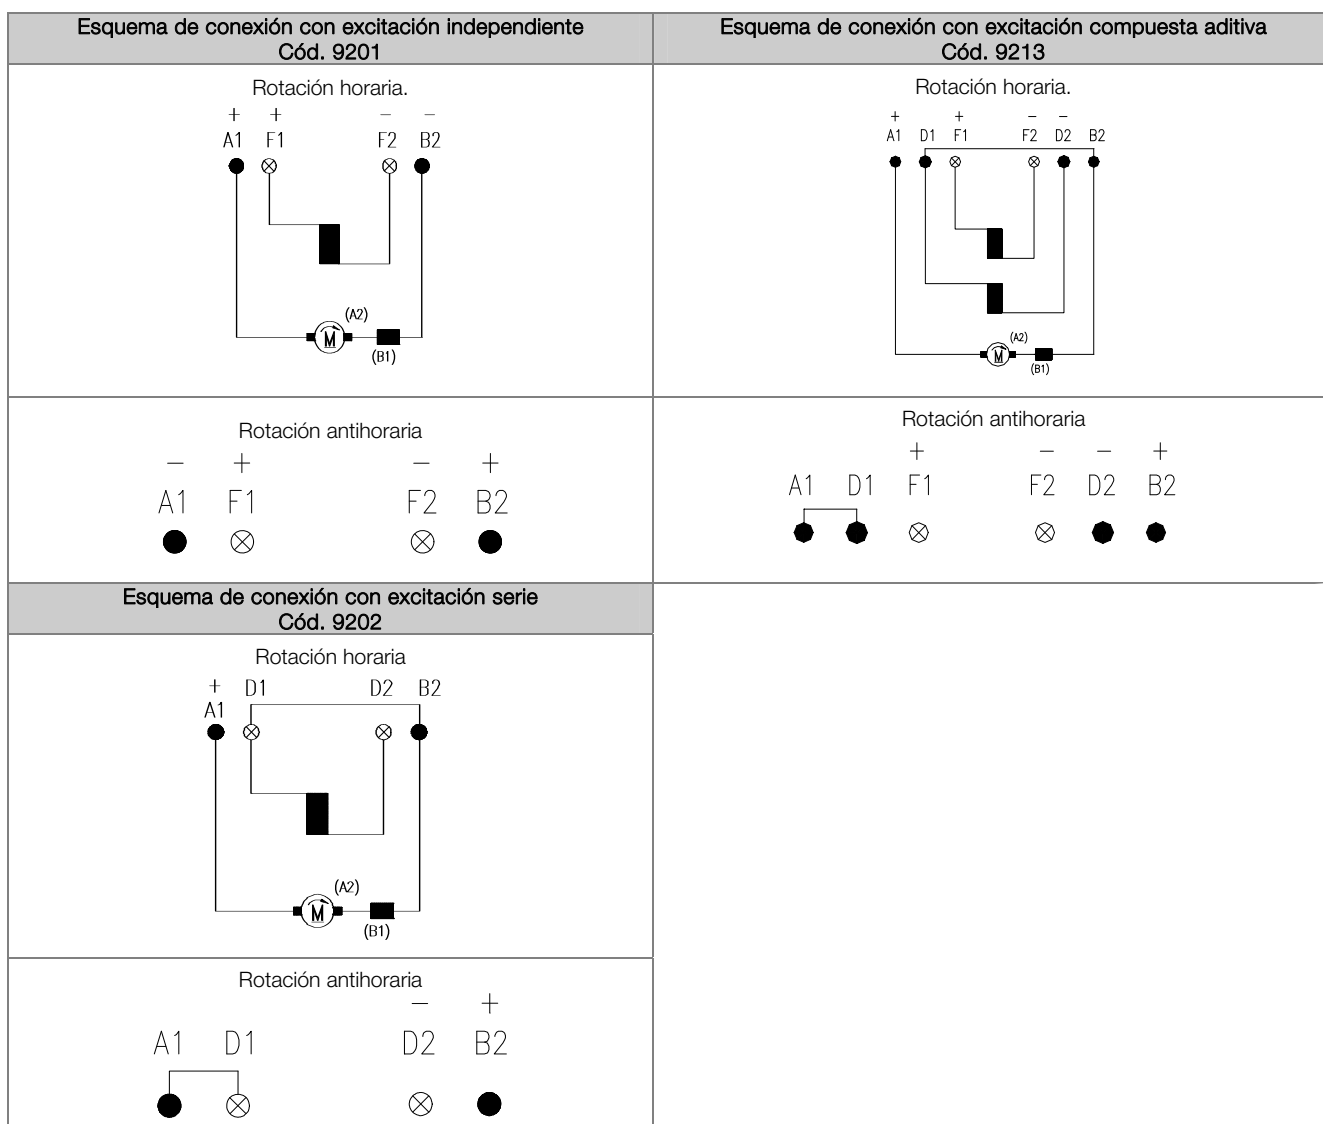 Esquema de conexión con excitación independiente
Cód. 9201
Rotación horaria.
+ + − −
A1 F1 F2 B2
(A2)
M
(B1)
Rotación antihoraria
− + − +
A1 F1 F2 B2
Esquema de conexión con excitación compuesta aditiva
Cód. 9213
Rotación horaria.
+ + − −
A1 D1 F1 F2 D2 B2
(A2)
M
(B1)
Rotación antihoraria
+ − − +
A1 D1 F1 F2 D2 B2
Esquema de conexión con excitación serie
Cód. 9202
Rotación horaria
+ D1 D2 B2
A1
(A2)
M
(B1)
Rotación antihoraria
− +
A1 D1 D2 B2